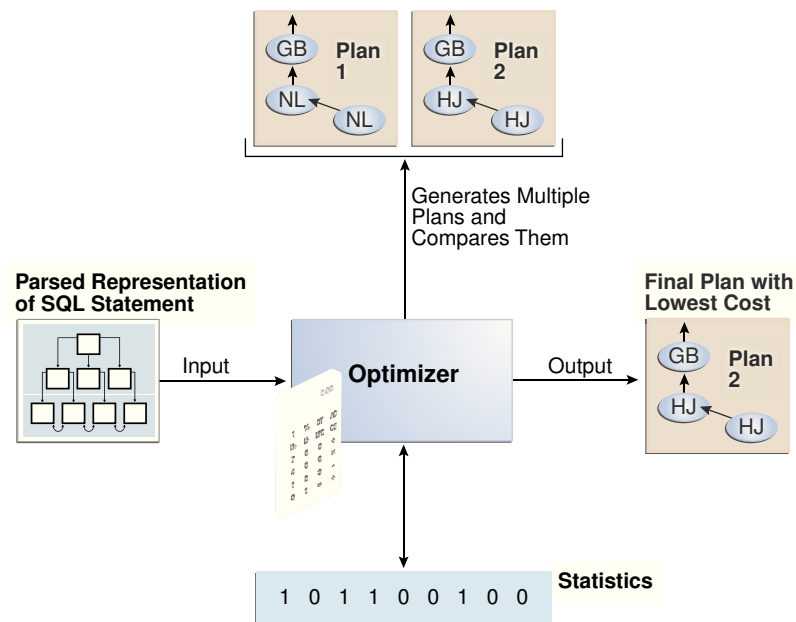 GB
Plan
1
NL
NL
GB
Plan
2
HJ
HJ
Generates Multiple
Plans and
Compares Them
Parsed Representation
of SQL Statement
Input
Optimizer
Output
Final Plan with
Lowest Cost
GB
Plan
2
HJ
HJ
Statistics
1 0 1 1 0 0 1 0 0